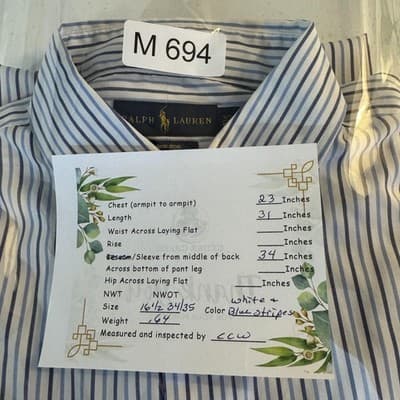 M 694
RALPH LAUREN
Chest (armpit to armpit) 23 Inches
Length 31 Inches
Waist Across Laying Flat Inches
Rise Inches
/Sleeve from middle of back 34 Inches
Across bottom of pant leg Inches
Hip Across Laying Flat Inches
NWT NWOT
Size 16 1/2 34/35 Color White + Blue stripes
Weight .64
Measured and inspected by CCW